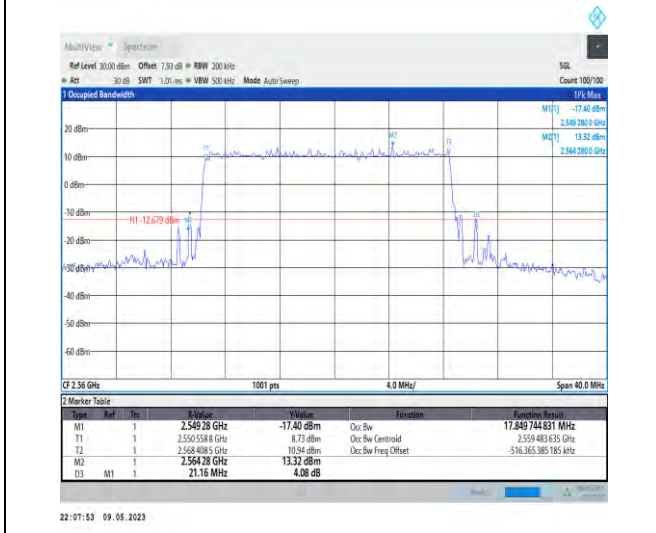 MultiView Spectrum
Ref Level 30.00 dBm Offset 7.93 dB RBW 200 kHz SGL
Att 30 dB SWT 1.01 ms VBW 500 kHz Mode Auto Sweep Count 100/100
1 Occupied Bandwidth 1Pk Max
M1[1] -17.40 dBm
2.549 280 0 GHz
M2[1] 13.32 dBm
2.564 280 0 GHz
M2
T1
T2
20 dBm
10 dBm
0 dBm
-10 dBm
H1 -12.679 dBm
D3
-20 dBm
-30 dBm
-40 dBm
-50 dBm
-60 dBm
CF 2.56 GHz 1001 pts 4.0 MHz/ Span 40.0 MHz
2 Marker Table
Type Ref Trc X-Value Y-Value Function Function Result
M1 1 2.549 28 GHz -17.40 dBm Occ Bw 17.849 744 831 MHz
T1 1 2.550 558 8 GHz 8.73 dBm Occ Bw Centroid 2.559 483 635 GHz
T2 1 2.568 408 5 GHz 10.94 dBm Occ Bw Freq Offset -516.365 385 185 kHz
M2 1 2.564 28 GHz 13.32 dBm
D3 M1 1 21.16 MHz 4.08 dB
22:07:53 09.05.2023